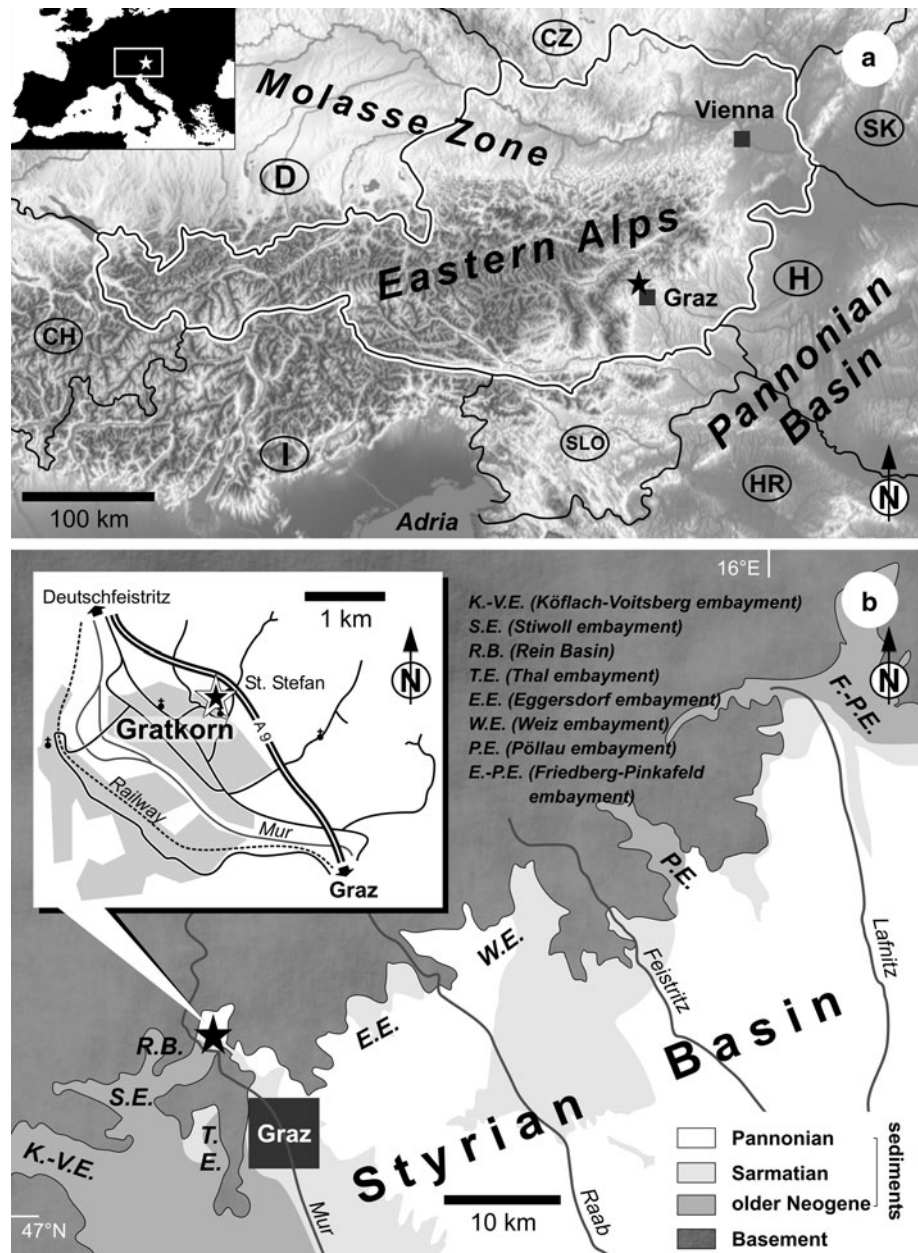 a
CZ
Molasse Zone
Vienna
SK
D
Eastern Alps
H
Graz
CH
Pannonian
Basin
SLO
I
HR
100 km
Adria
N
16°E
b
Deutschfeistritz
1 km
N
St. Stefan
Gratkorn
A 9
Railway
Mur
Graz
K.-V.E. (Köflach-Voitsberg embayment)
S.E. (Stiwoll embayment)
R.B. (Rein Basin)
T.E. (Thal embayment)
E.E. (Eggersdorf embayment)
W.E. (Weiz embayment)
P.E. (Pöllau embayment)
E.-P.E. (Friedberg-Pinkafeld
embayment)
F.-P.E.
N
P.E.
W.E.
Feistritz
Lafnitz
E.E.
R.B.
S.E.
T.
E.
K.-V.E.
Graz
Styrian Basin
Mur
Raab
10 km
47°N
Pannonian
Sarmatian
older Neogene
sediments
Basement